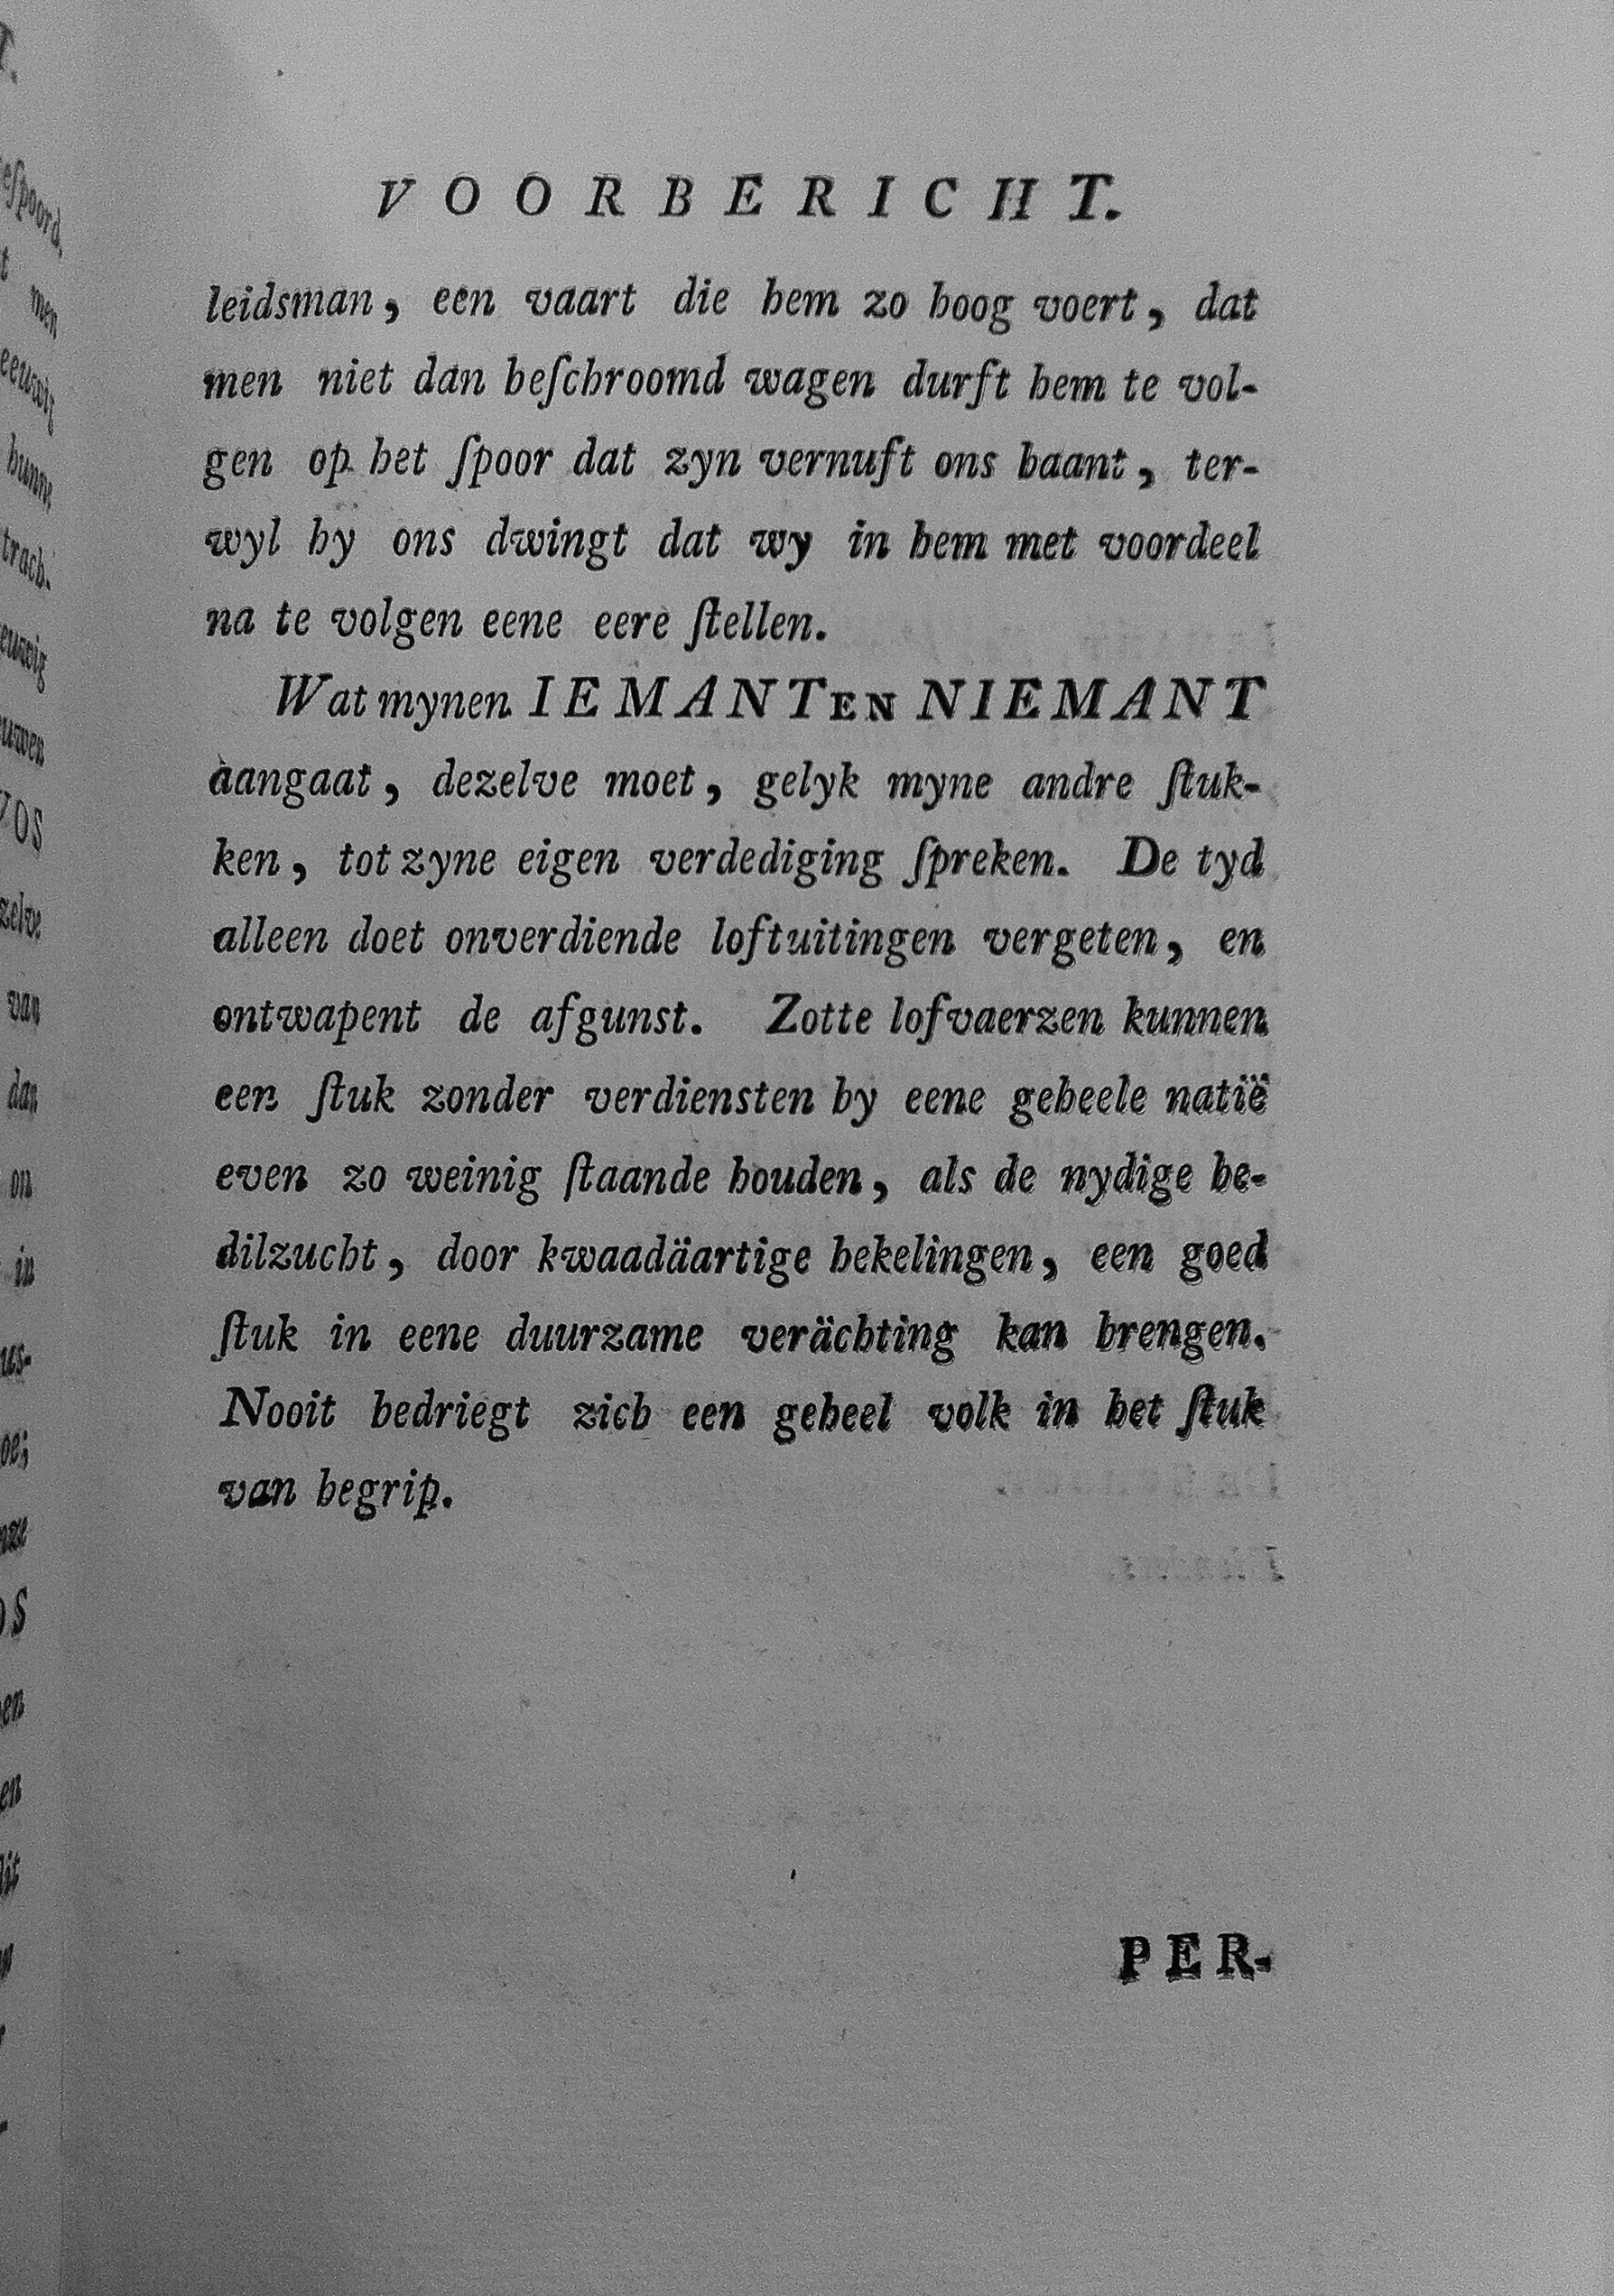 VOORBERICHT.
leidsman, een vaart die hem zo hoog voert, dat
men niet dan beſchroomd wagen durft hem te vol-
gen op het ſpoor dat zyn vernuft ons baant, ter-
wyl hy ons dwingt dat wy in hem met voordeel
na te volgen eene eere ſtellen.
Wat mynen IEMANT EN NIEMANT
aangaat, dezelve moet, gelyk myne andre ſtuk-
ken, tot zyne eigen verdediging ſpreken. De tyd
alleen doet onverdiende loftuitingen vergeten, en
ontwapent de afgunst. Zotte lofvaerzen kunnen
een ſtuk zonder verdiensten by eene geheele natië
even zo weinig ſtaande houden, als de nydige be-
dilzucht, door kwaadäartige hekelingen, een goed
ſtuk in eene duurzame verächting kan brengen.
Nooit bedriegt zich een geheel volk in het ſtuk
van begrip.
PER-